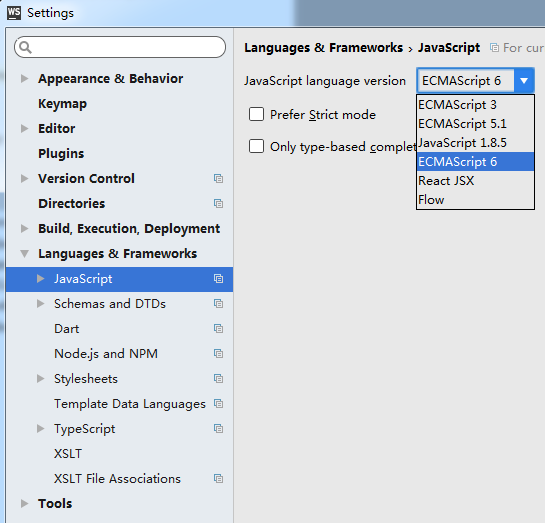 WS Settings
Appearance & Behavior
Keymap
Editor
Plugins
Version Control
Directories
Build, Execution, Deployment
Languages & Frameworks
JavaScript
Schemas and DTDs
Dart
Node.js and NPM
Stylesheets
Template Data Languages
TypeScript
XSLT
XSLT File Associations
Tools
Languages & Frameworks › JavaScript For cur
JavaScript language version ECMAScript 6
Prefer Strict mode
Only type-based complet
ECMAScript 3
ECMAScript 5.1
JavaScript 1.8.5
ECMAScript 6
React JSX
Flow